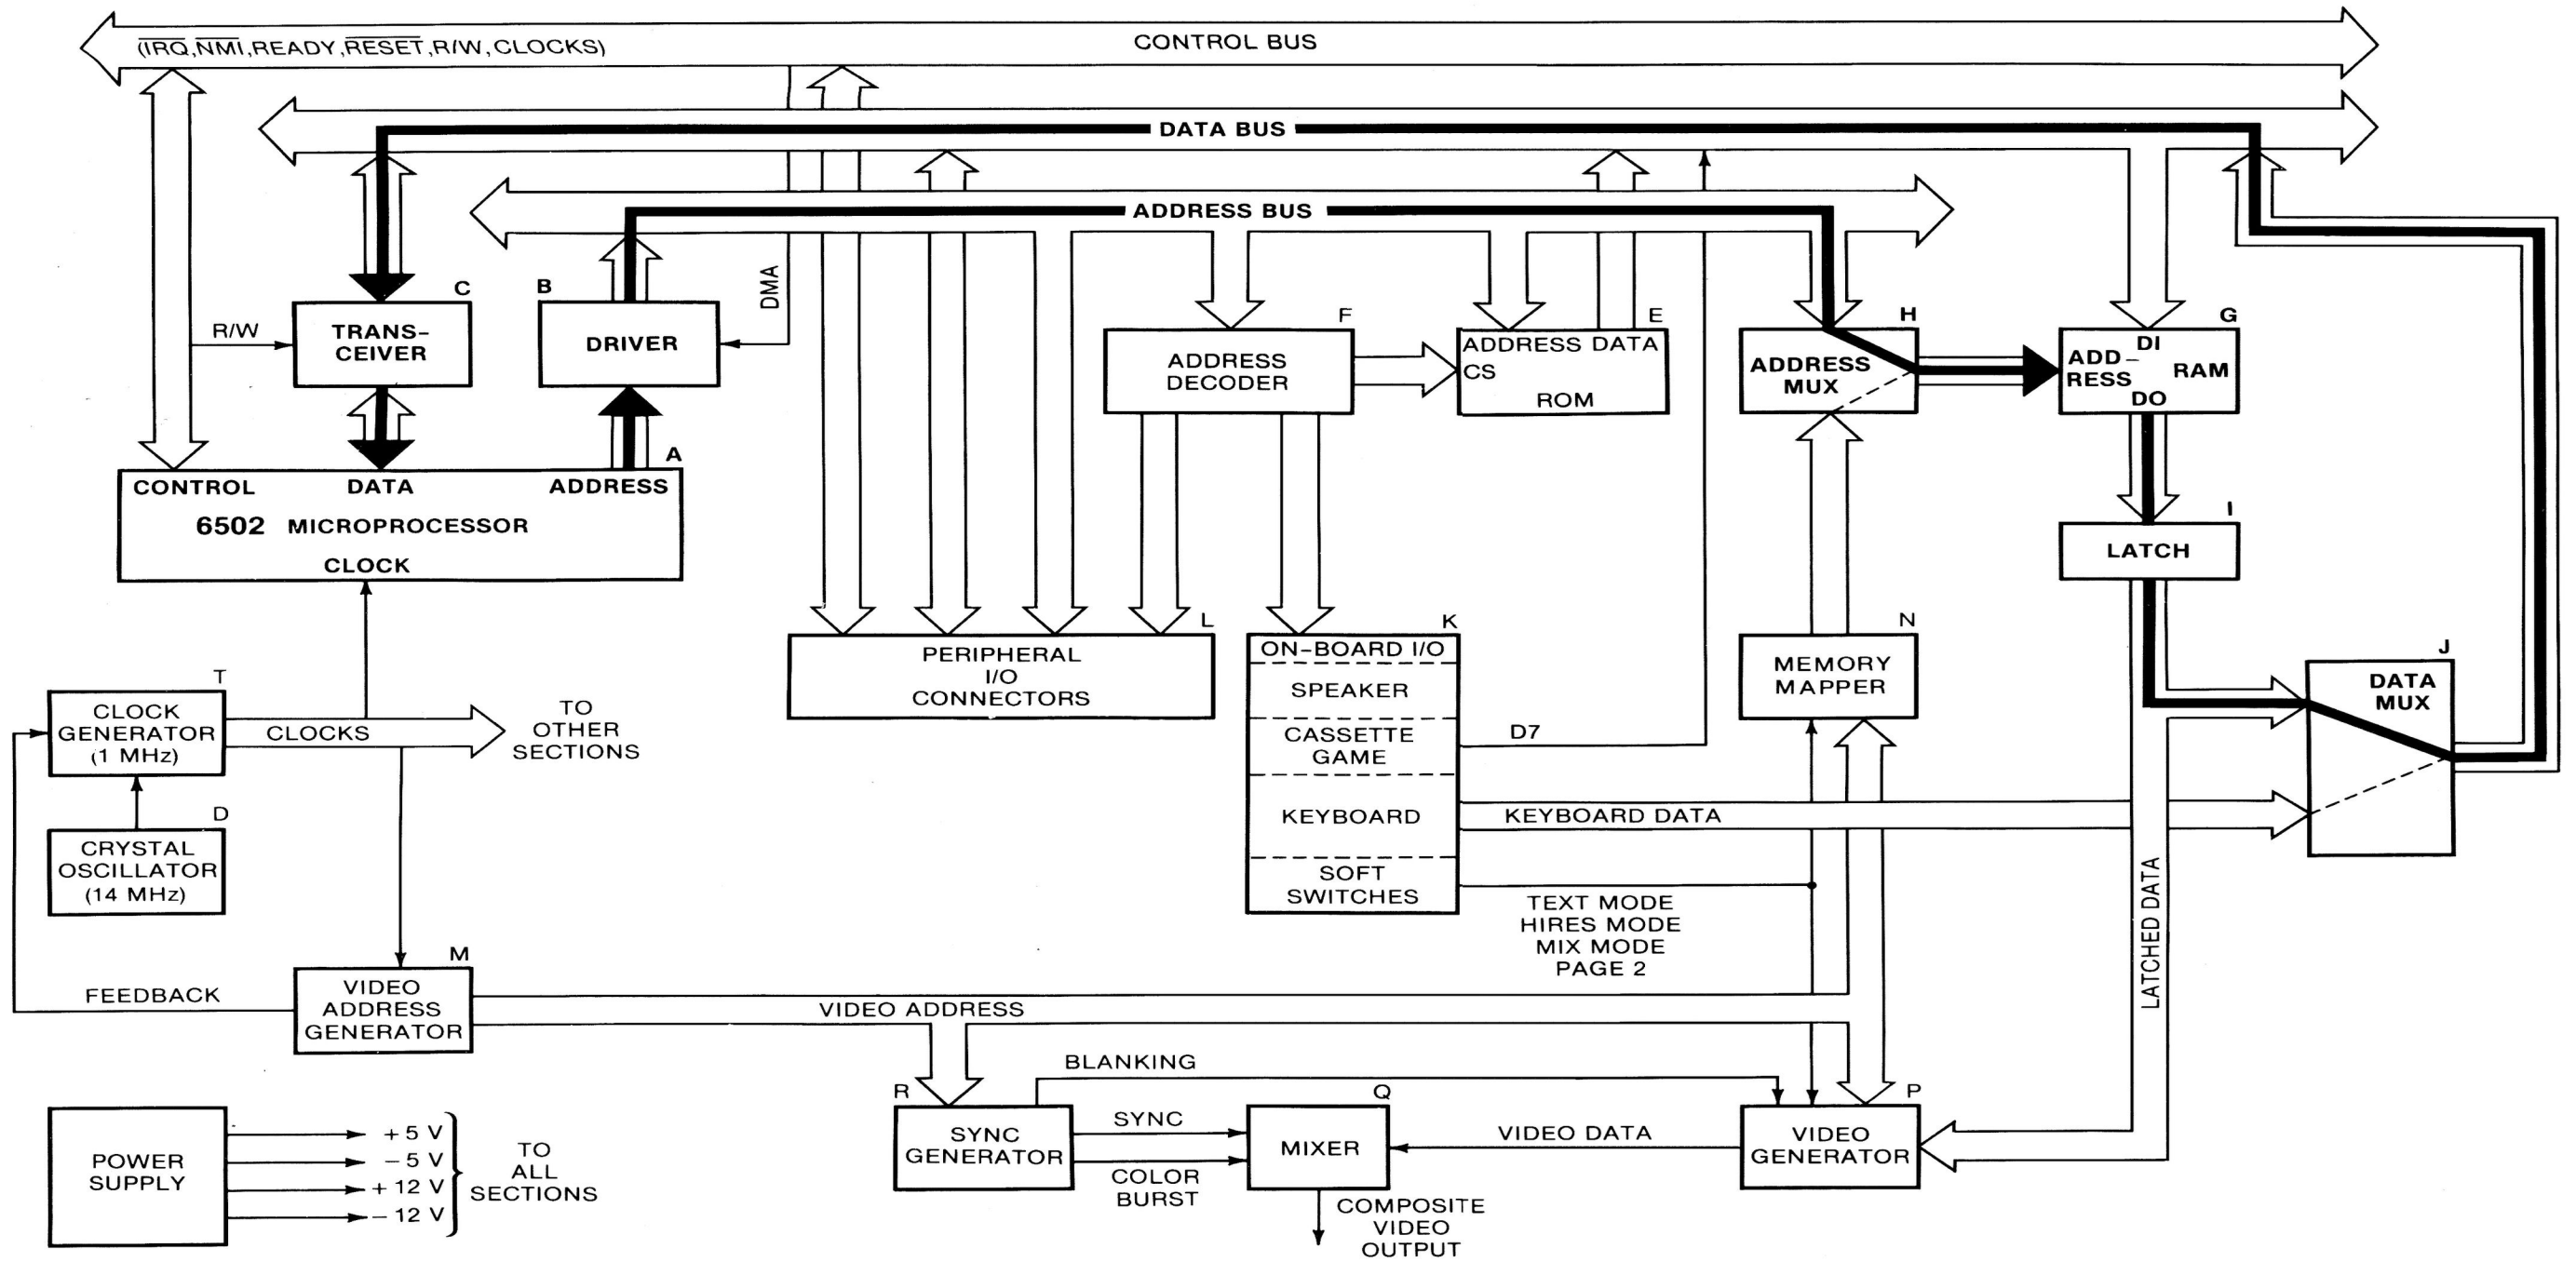 (IRQ,NMI,READY,RESET,R/W,CLOCKS)
CONTROL BUS
DATA BUS
ADDRESS BUS
DMA
C
B
R/W
TRANS-
CEIVER
DRIVER
F
E
H
G
ADDRESS
DECODER
ADDRESS DATA
CS
ROM
ADDRESS
MUX
DI
ADD-
RESS
RAM
DO
A
CONTROL
DATA
ADDRESS
6502 MICROPROCESSOR
CLOCK
I
LATCH
L
PERIPHERAL
I/O
CONNECTORS
K
ON-BOARD I/O
SPEAKER
CASSETTE
GAME
KEYBOARD
SOFT
SWITCHES
D7
KEYBOARD DATA
TEXT MODE
HIRES MODE
MIX MODE
PAGE 2
N
MEMORY
MAPPER
J
DATA
MUX
LATCHED DATA
T
CLOCK
GENERATOR
(1 MHz)
CLOCKS
TO
OTHER
SECTIONS
D
CRYSTAL
OSCILLATOR
(14 MHz)
M
FEEDBACK
VIDEO
ADDRESS
GENERATOR
VIDEO ADDRESS
BLANKING
R
SYNC
GENERATOR
SYNC
COLOR
BURST
Q
MIXER
VIDEO DATA
P
VIDEO
GENERATOR
COMPOSITE
VIDEO
OUTPUT
POWER
SUPPLY
+ 5 V
- 5 V
+ 12 V
- 12 V
TO
ALL
SECTIONS